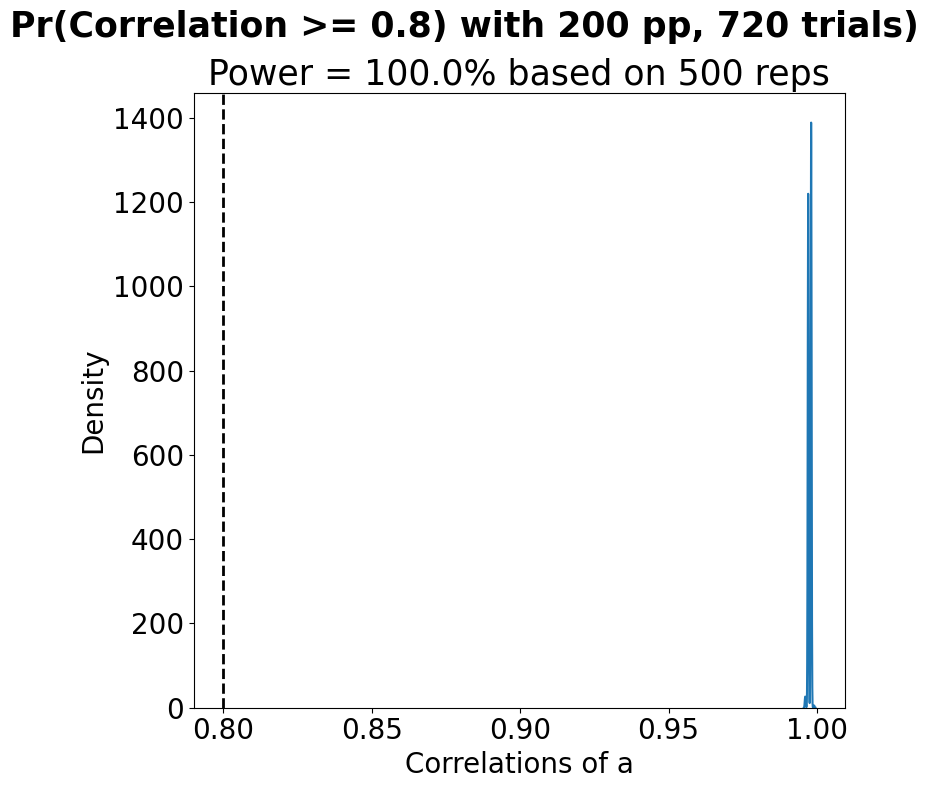 Pr(Correlation >= 0.8) with 200 pp, 720 trials)
Power = 100.0% based on 500 reps
1400
1200
1000
800
600
400
200
0
Density
0.80 0.85 0.90 0.95 1.00
Correlations of a